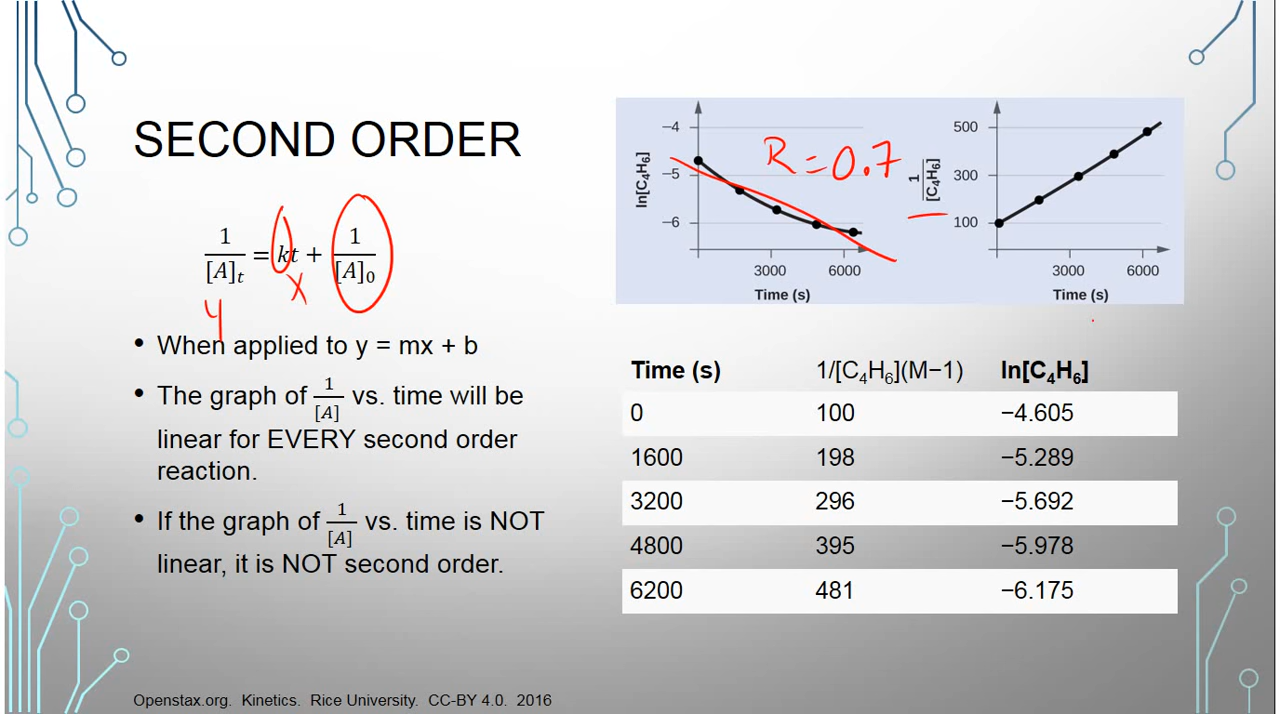 SECOND ORDER
1/[A]t = kt + 1/[A]0
y
x
• When applied to y = mx + b
• The graph of 1/[A] vs. time will be
linear for EVERY second order
reaction.
• If the graph of 1/[A] vs. time is NOT
linear, it is NOT second order.
ln[C4H6]
−4
−5
−6
3000 6000
Time (s)
R = 0.7
1/[C4H6]
500
300
100
3000 6000
Time (s)
Time (s) 1/[C4H6](M−1) ln[C4H6]
0 100 −4.605
1600 198 −5.289
3200 296 −5.692
4800 395 −5.978
6200 481 −6.175
Openstax.org. Kinetics. Rice University. CC-BY 4.0. 2016